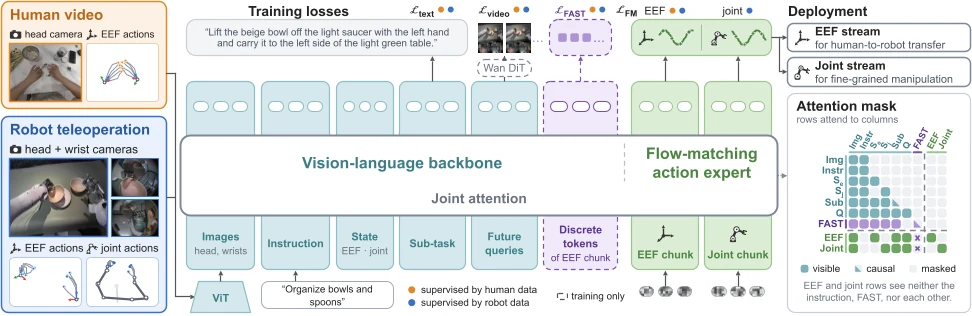 Human video
head camera EEF actions
Robot teleoperation
head + wrist cameras
EEF actions joint actions
Training losses
ℒtext
ℒvideo
ℒFAST
ℒFM EEF joint
“Lift the beige bowl off the light saucer with the left hand
and carry it to the left side of the light green table.”
Wan DiT
Vision-language backbone
Flow-matching
action expert
Joint attention
Images
head, wrists
Instruction
State
EEF · joint
Sub-task
Future
queries
Discrete
tokens
of EEF chunk
EEF chunk
Joint chunk
ViT
“Organize bowls and
spoons”
supervised by human data
supervised by robot data
training only
Deployment
EEF stream
for human-to-robot transfer
Joint stream
for fine-grained manipulation
Attention mask
rows attend to columns
Img
Instr
Se
Sj
Sub
Q
FAST
EEF
Joint
Img
Instr
Se
Sj
Sub
Q
FAST
EEF
Joint
visible
causal
masked
EEF and joint rows see neither the
instruction, FAST, nor each other.